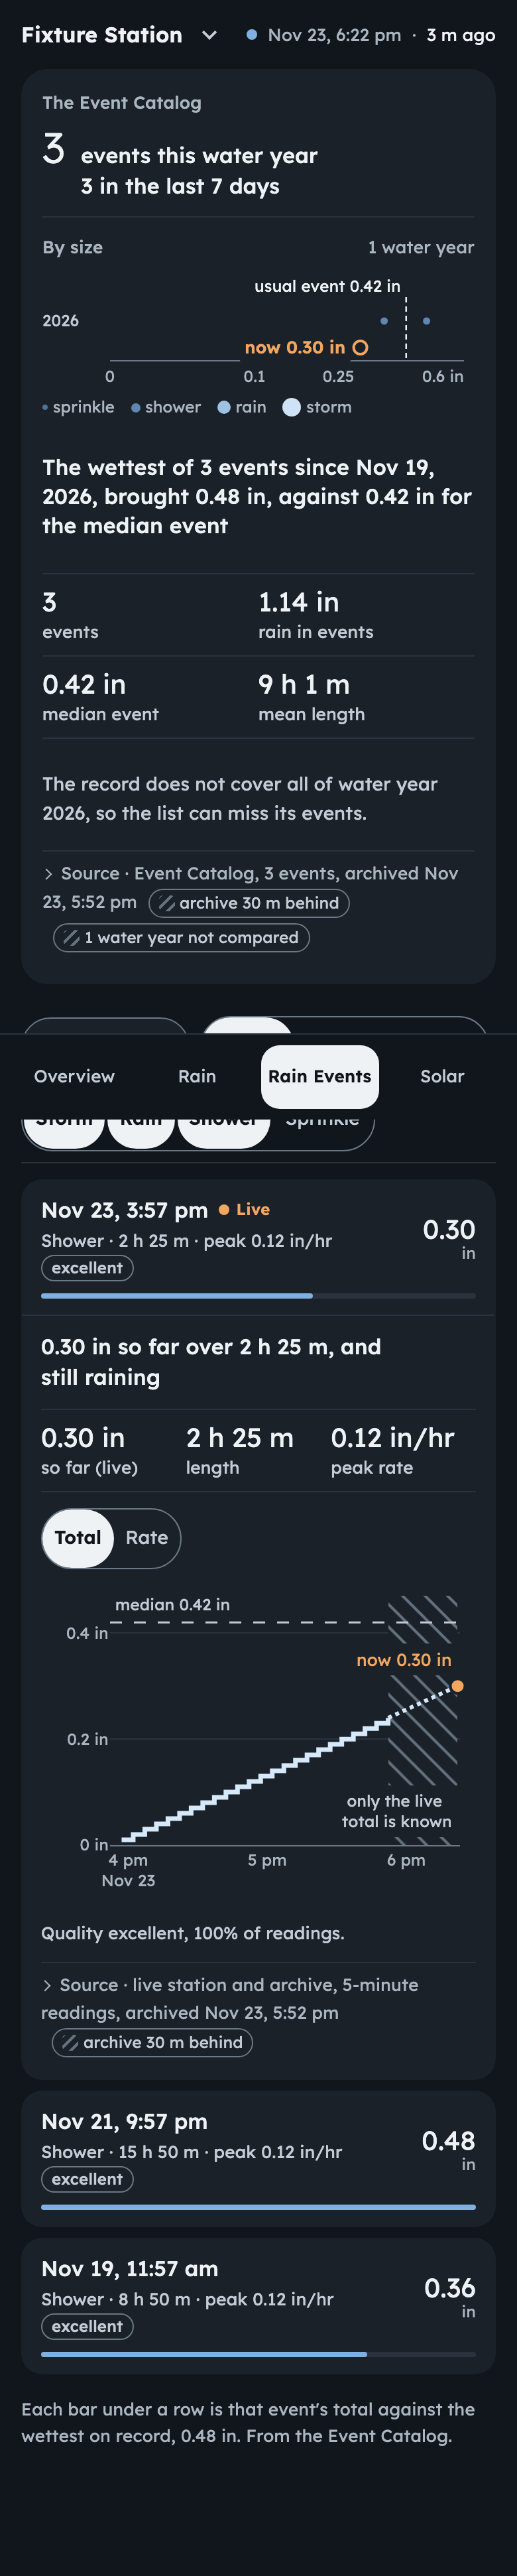 Fixture Station
Nov 23, 6:22 pm · 3 m ago
The Event Catalog
3 events this water year
3 in the last 7 days
By size
1 water year
usual event 0.42 in
2026
now 0.30 in
0 0.1 0.25 0.6 in
sprinkle shower rain storm
The wettest of 3 events since Nov 19,
2026, brought 0.48 in, against 0.42 in for
the median event
3
events
1.14 in
rain in events
0.42 in
median event
9 h 1 m
mean length
The record does not cover all of water year
2026, so the list can miss its events.
Source · Event Catalog, 3 events, archived Nov
23, 5:52 pm archive 30 m behind
1 water year not compared
Overview Rain Rain Events Solar
Storm Rain Shower Sprinkle
Nov 23, 3:57 pm Live
Shower · 2 h 25 m · peak 0.12 in/hr
excellent
0.30
in
0.30 in so far over 2 h 25 m, and
still raining
0.30 in
so far (live)
2 h 25 m
length
0.12 in/hr
peak rate
Total Rate
median 0.42 in
0.4 in
now 0.30 in
0.2 in
only the live
total is known
0 in
4 pm 5 pm 6 pm
Nov 23
Quality excellent, 100% of readings.
Source · live station and archive, 5-minute
readings, archived Nov 23, 5:52 pm
archive 30 m behind
Nov 21, 9:57 pm
Shower · 15 h 50 m · peak 0.12 in/hr
excellent
0.48
in
Nov 19, 11:57 am
Shower · 8 h 50 m · peak 0.12 in/hr
excellent
0.36
in
Each bar under a row is that event's total against the
wettest on record, 0.48 in. From the Event Catalog.